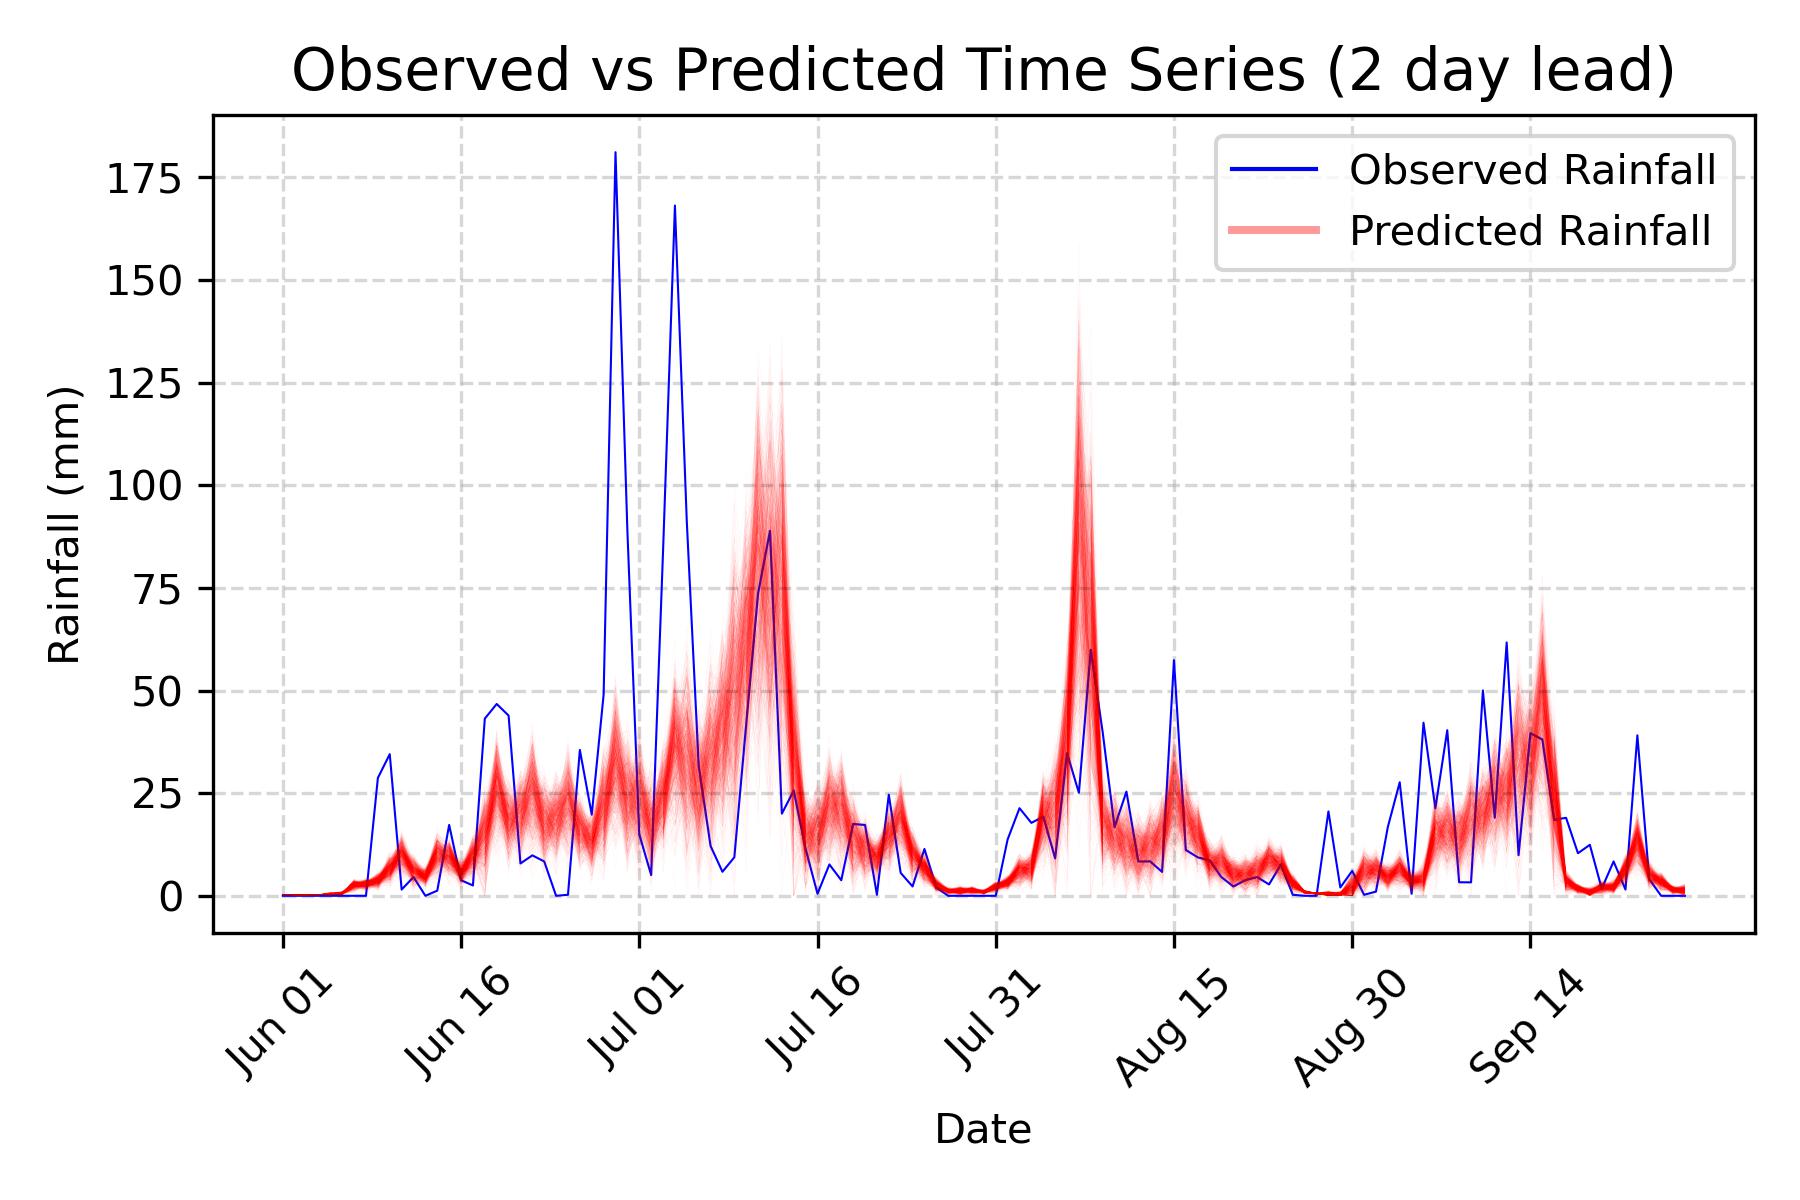 Observed vs Predicted Time Series (2 day lead)
Observed Rainfall
Predicted Rainfall
Rainfall (mm)
175
150
125
100
75
50
25
0
Jun 01
Jun 16
Jul 01
Jul 16
Jul 31
Aug 15
Aug 30
Sep 14
Date